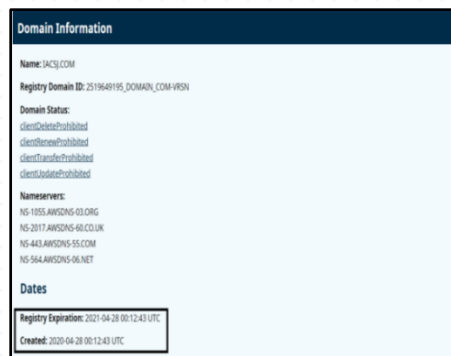 Domain Information
Name: IACSJ.COM
Registry Domain ID: 2519649195_DOMAIN_COM-VRSN
Domain Status:
clientDeleteProhibited
clientRenewProhibited
clientTransferProhibited
clientUpdateProhibited
Nameservers:
NS-1055.AWSDNS-03.ORG
NS-2017.AWSDNS-60.CO.UK
NS-443.AWSDNS-55.COM
NS-564.AWSDNS-06.NET
Dates
Registry Expiration: 2021-04-28 00:12:43 UTC
Created: 2020-04-28 00:12:43 UTC